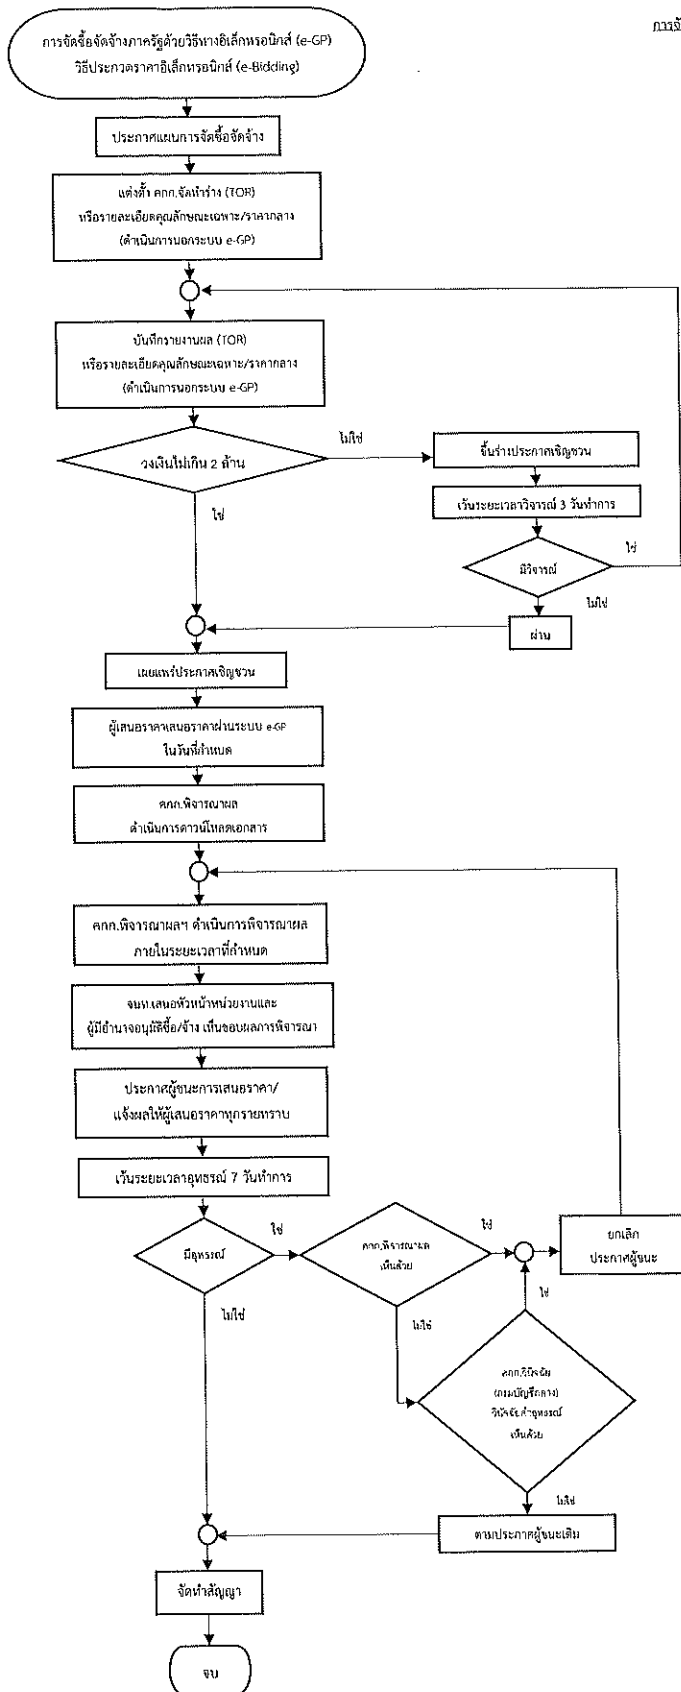 การจัดซื้อจัดจ้างภาครัฐด้วยวิธีทางอิเล็กทรอนิกส์ (e-GP)
วิธีประกวดราคาอิเล็กทรอนิกส์ (e-Bidding)
การจั
ประกาศแผนการจัดซื้อจัดจ้าง
แต่งตั้ง คกก.จัดทำร่าง (TOR)
หรือรายละเอียดคุณลักษณะเฉพาะ/ราคากลาง
(ดำเนินการนอกระบบ e-GP)
บันทึกรายงานผล (TOR)
หรือรายละเอียดคุณลักษณะเฉพาะ/ราคากลาง
(ดำเนินการนอกระบบ e-GP)
วงเงินไม่เกิน 2 ล้าน
ไม่ใช่
ขึ้นร่างประกาศเชิญชวน
ใช่
เว้นระยะเวลาวิจารณ์ 3 วันทำการ
มีวิจารณ์
ใช่
ไม่ใช่
ผ่าน
เผยแพร่ประกาศเชิญชวน
ผู้เสนอราคาเสนอราคาผ่านระบบ e-GP
ในวันที่กำหนด
คกก.พิจารณาผล
ดำเนินการดาวน์โหลดเอกสาร
คกก.พิจารณาผลฯ ดำเนินการพิจารณาผล
ภายในระยะเวลาที่กำหนด
จนท.เสนอหัวหน้าหน่วยงานและ
ผู้มีอำนาจอนุมัติซื้อ/จ้าง เห็นชอบผลการพิจารณา
ประกาศผู้ชนะการเสนอราคา/
แจ้งผลให้ผู้เสนอราคาทุกรายทราบ
เว้นระยะเวลาอุทธรณ์ 7 วันทำการ
มีอุทธรณ์
ใช่
คกก.พิจารณาผล
เห็นด้วย
ใช่
ยกเลิก
ประกาศผู้ชนะ
ไม่ใช่
ไม่ใช่
ใช่
คกก.วินิจฉัย
(กรมบัญชีกลาง)
วินิจฉัยคำอุทธรณ์
เห็นด้วย
ไม่ใช่
ตามประกาศผู้ชนะเดิม
จัดทำสัญญา
จบ